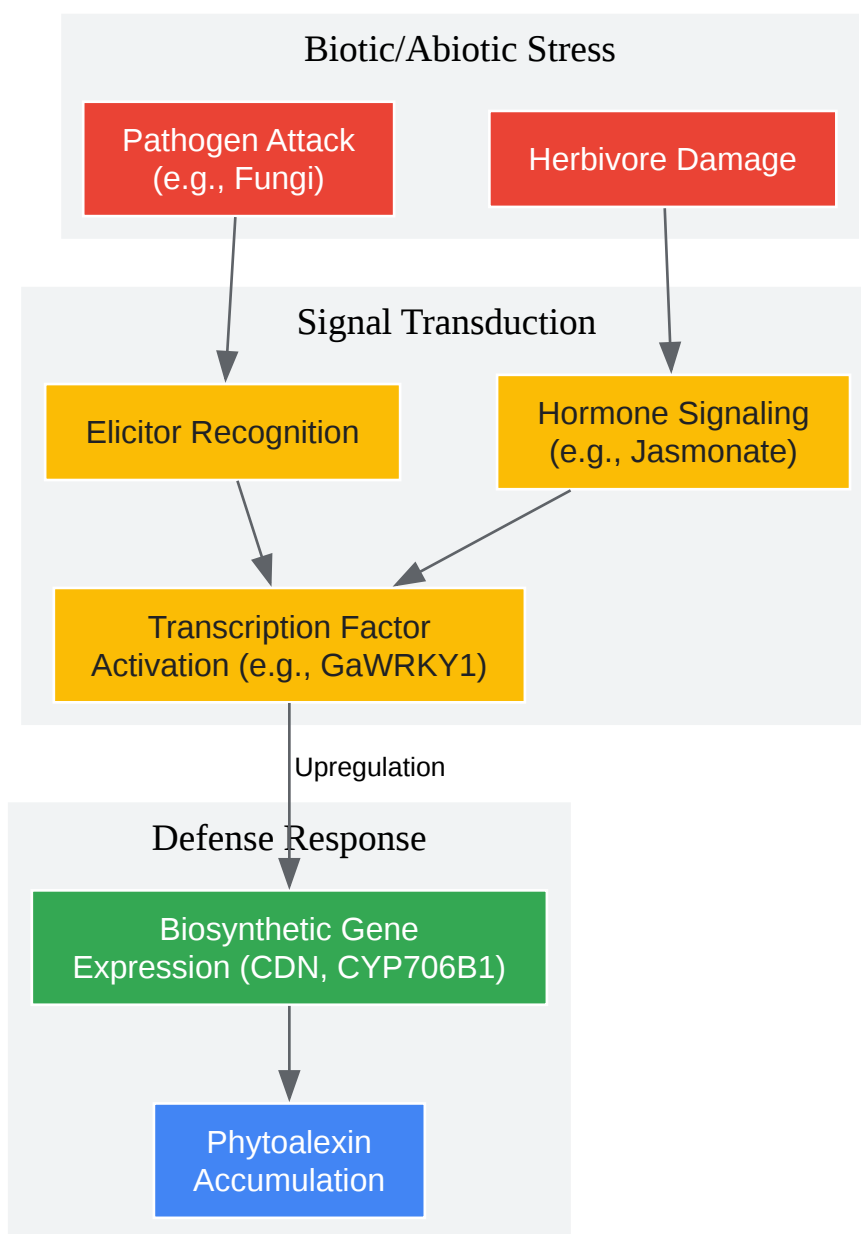 Biotic/Abiotic Stress
Pathogen Attack
(e.g., Fungi)
Herbivore Damage
Signal Transduction
Elicitor Recognition
Hormone Signaling
(e.g., Jasmonate)
Transcription Factor
Activation (e.g., GaWRKY1)
Upregulation
Defense Response
Biosynthetic Gene
Expression (CDN, CYP706B1)
Phytoalexin
Accumulation